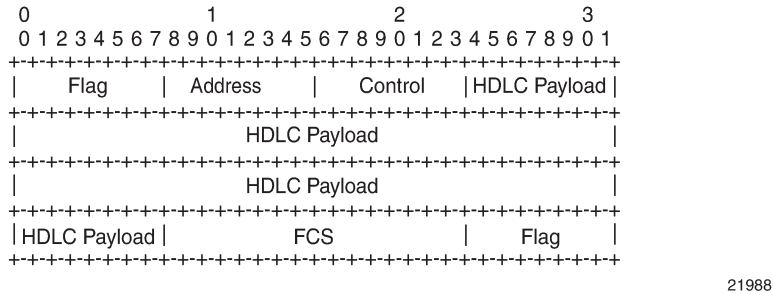 0 1 2 3
0 1 2 3 4 5 6 7 8 9 0 1 2 3 4 5 6 7 8 9 0 1 2 3 4 5 6 7 8 9 0 1
+-+-+-+-+-+-+-+-+-+-+-+-+-+-+-+-+-+-+-+-+-+-+-+-+-+-+-+-+-+-+-+-+
| Flag | Address | Control | HDLC Payload |
+-+-+-+-+-+-+-+-+-+-+-+-+-+-+-+-+-+-+-+-+-+-+-+-+-+-+-+-+-+-+-+-+
| HDLC Payload |
+-+-+-+-+-+-+-+-+-+-+-+-+-+-+-+-+-+-+-+-+-+-+-+-+-+-+-+-+-+-+-+-+
| HDLC Payload |
+-+-+-+-+-+-+-+-+-+-+-+-+-+-+-+-+-+-+-+-+-+-+-+-+-+-+-+-+-+-+-+-+
| HDLC Payload | FCS | Flag |
+-+-+-+-+-+-+-+-+-+-+-+-+-+-+-+-+-+-+-+-+-+-+-+-+-+-+-+-+-+-+-+-+
21988